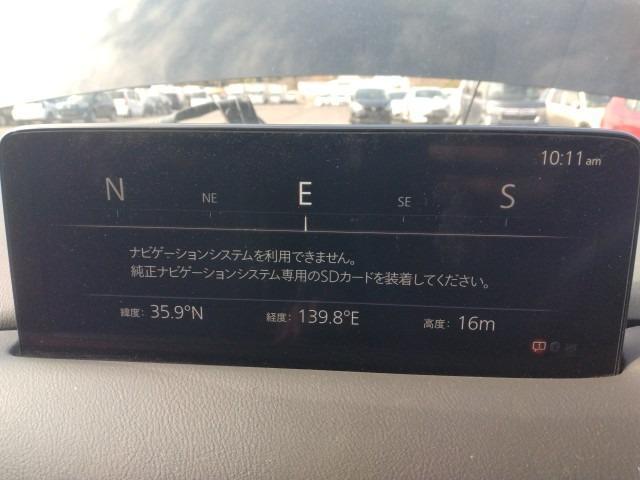 10:11am
N NE E SE S
ナビゲーションシステムを利用できません。
純正ナビゲーションシステム専用のSDカードを装着してください。
緯度: 35.9°N 経度: 139.8°E 高度: 16m